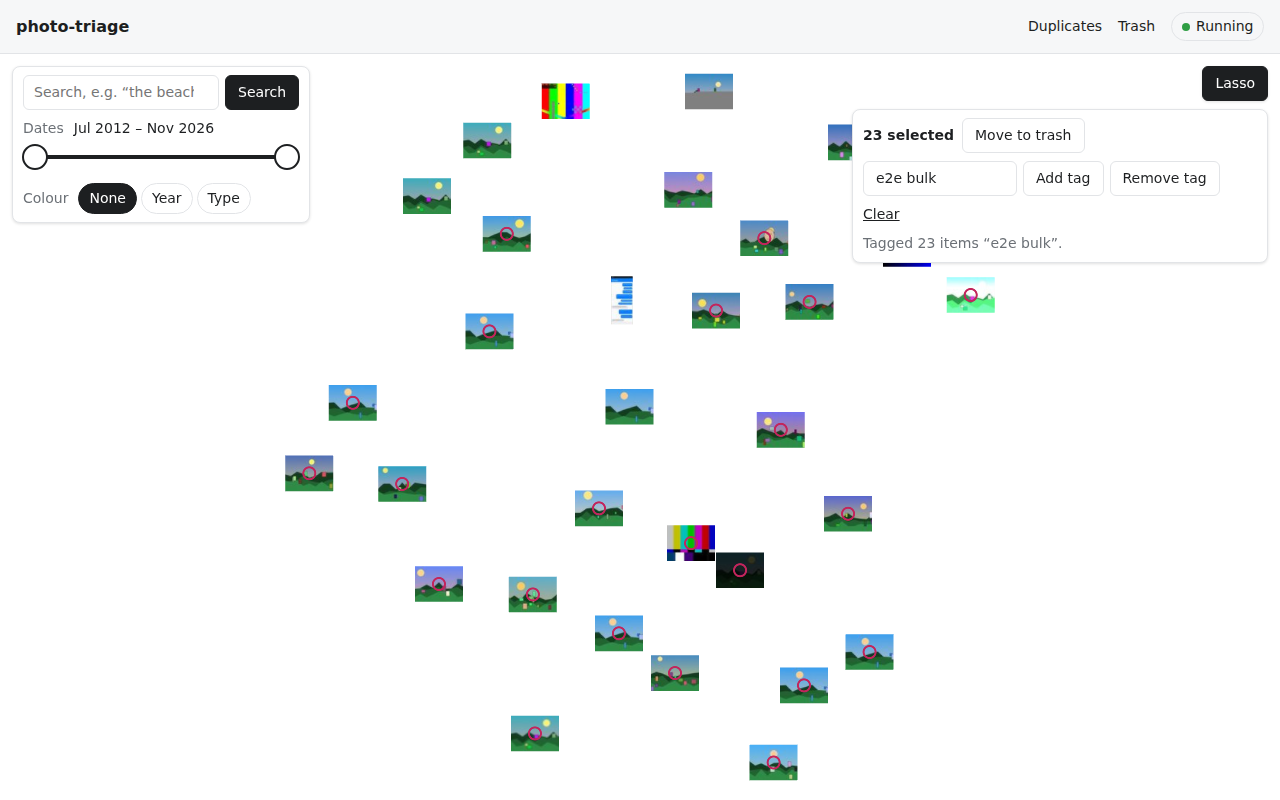 photo-triage
Duplicates Trash Running
Search, e.g. “the beach Search
Dates Jul 2012 – Nov 2026
Colour None Year Type
Lasso
23 selected Move to trash
e2e bulk Add tag Remove tag
Clear
Tagged 23 items “e2e bulk”.